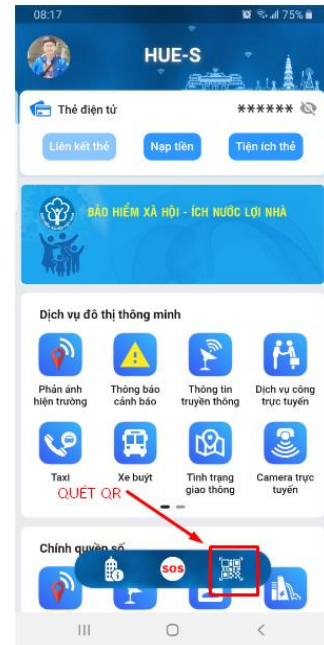 08:17
75%
HUE-S
Thẻ điện tử
******
Liên kết thẻ
Nạp tiền
Tiện ích thẻ
BẢO HIỂM XÃ HỘI - ÍCH NƯỚC LỢI NHÀ
Dịch vụ đô thị thông minh
Phản ánh hiện trường
Thông báo cảnh báo
Thông tin truyền thông
Dịch vụ công trực tuyến
Taxi
Xe buýt
Tình trạng giao thông
Camera trực tuyến
QUÉT QR
Chính quyền số
SOS